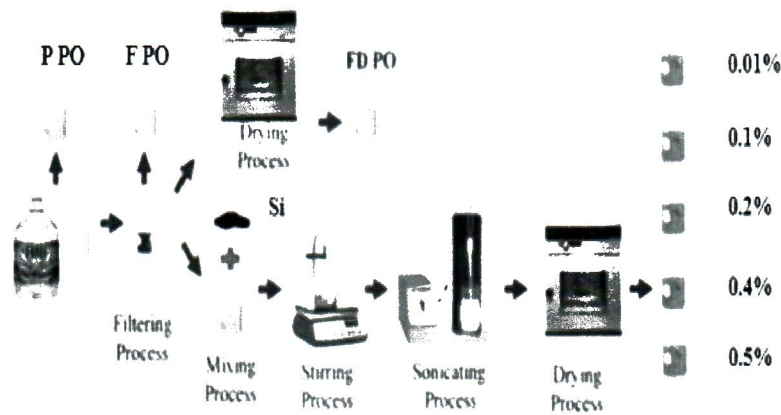 P PO
F PO
FD PO
Drying
Process
Si
Filtering
Process
Mixing
Process
Stirring
Process
Sonicating
Process
Drying
Process
0.01%
0.1%
0.2%
0.4%
0.5%